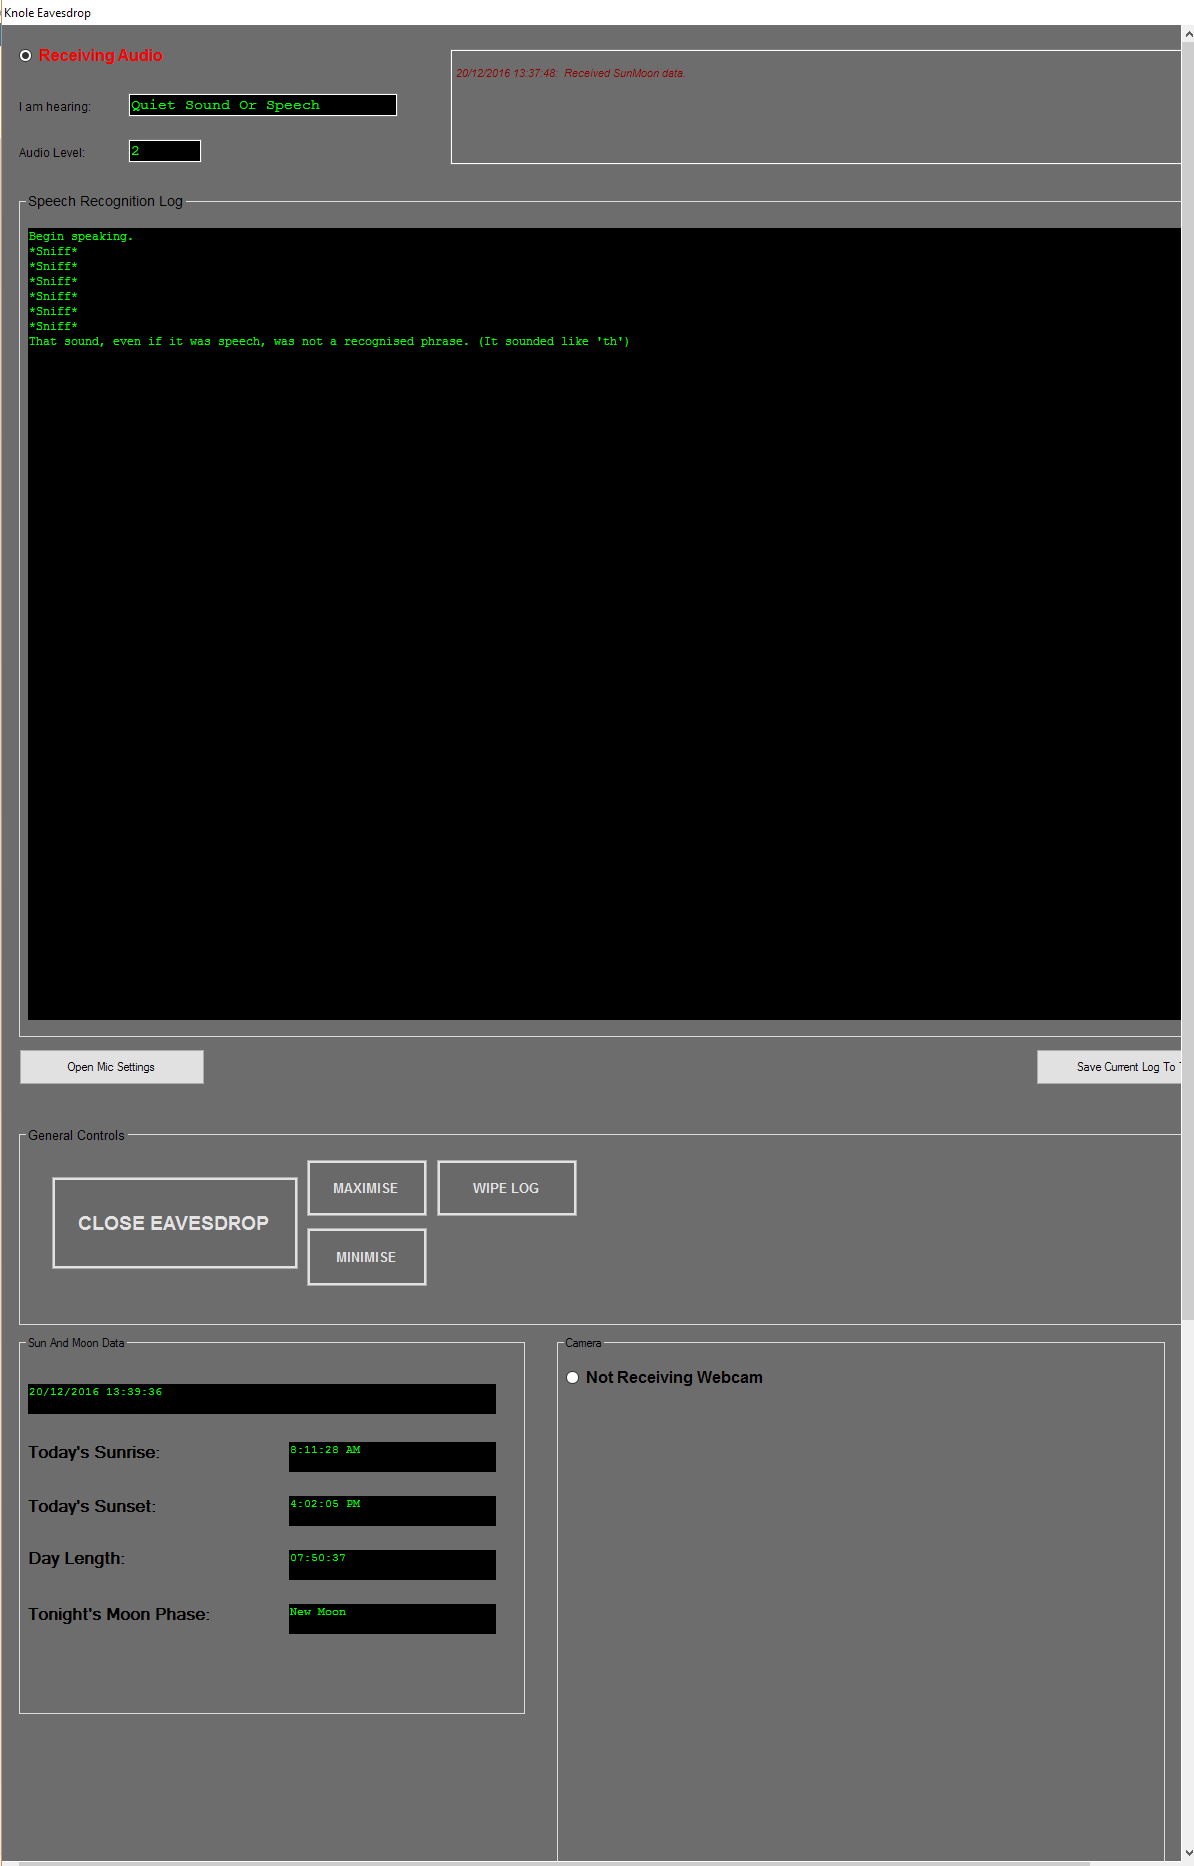 Knole Eavesdrop
Receiving Audio
20/12/2016 13:37:48: Received SunMoon data.
I am hearing:
Quiet Sound Or Speech
Audio Level:
2
Speech Recognition Log
Begin speaking.
*Sniff*
*Sniff*
*Sniff*
*Sniff*
*Sniff*
*Sniff*
That sound, even if it was speech, was not a recognised phrase. (It sounded like 'th')
Open Mic Settings
Save Current Log To
General Controls
CLOSE EAVESDROP
MAXIMISE
WIPE LOG
MINIMISE
Sun And Moon Data
20/12/2016 13:39:36
Today's Sunrise:
8:11:28 AM
Today's Sunset:
4:02:05 PM
Day Length:
07:50:37
Tonight's Moon Phase:
New Moon
Camera
Not Receiving Webcam